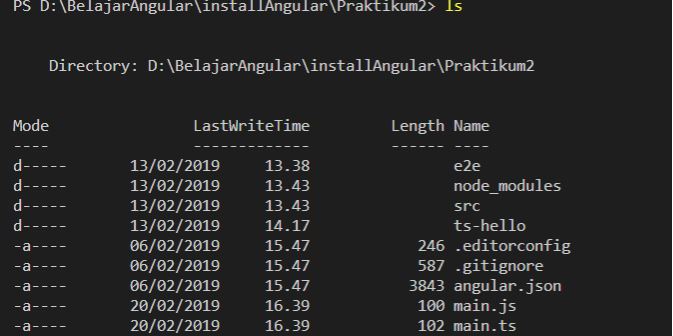 PS D:\BelajarAngular\installAngular\Praktikum2> ls
Directory: D:\BelajarAngular\installAngular\Praktikum2
Mode LastWriteTime Length Name
---- ------------- ------ ----
d----- 13/02/2019 13.38 e2e
d----- 13/02/2019 13.43 node_modules
d----- 13/02/2019 13.43 src
d----- 13/02/2019 14.17 ts-hello
-a---- 06/02/2019 15.47 246 .editorconfig
-a---- 06/02/2019 15.47 587 .gitignore
-a---- 06/02/2019 15.47 3843 angular.json
-a---- 20/02/2019 16.39 100 main.js
-a---- 20/02/2019 16.39 102 main.ts